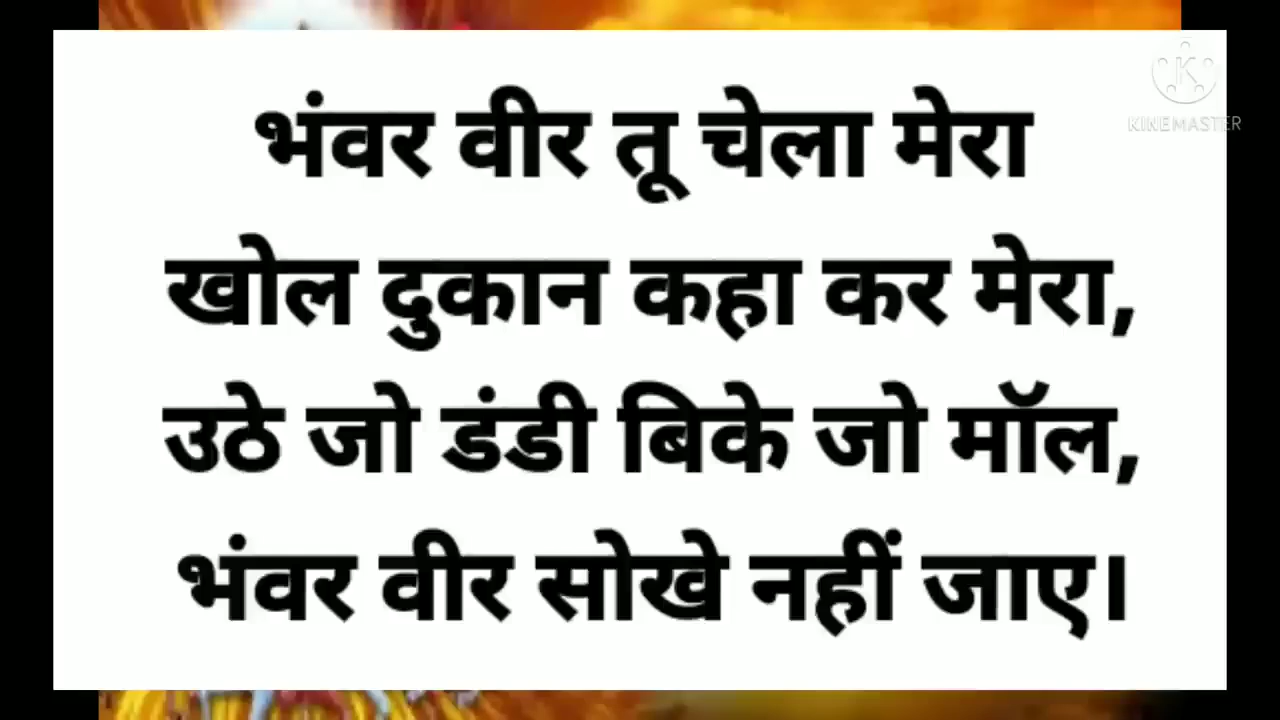 भंवर वीर तू चेला मेरा
खोल दुकान कहा कर मेरा,
उठे जो डंडी बिके जो मॉल,
भंवर वीर सोखे नहीं जाए।
KINEMASTER